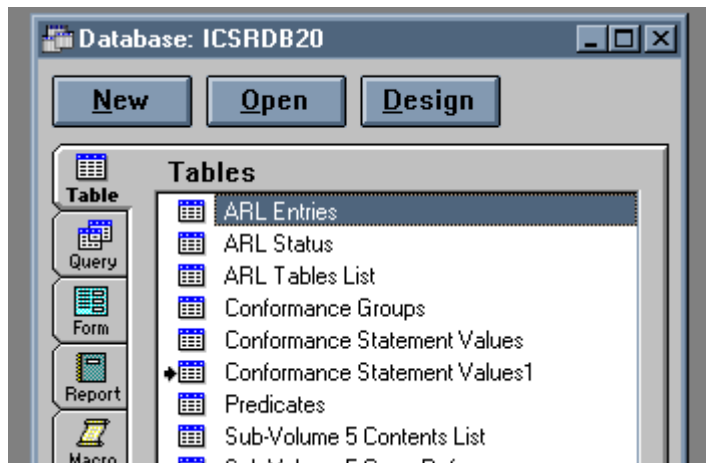 Database: ICSRDB20
New Open Design
Table
Tables
ARL Entries
ARL Status
ARL Tables List
Query
Conformance Groups
Form
Conformance Statement Values
Conformance Statement Values1
Report
Predicates
Sub-Volume 5 Contents List
Macro